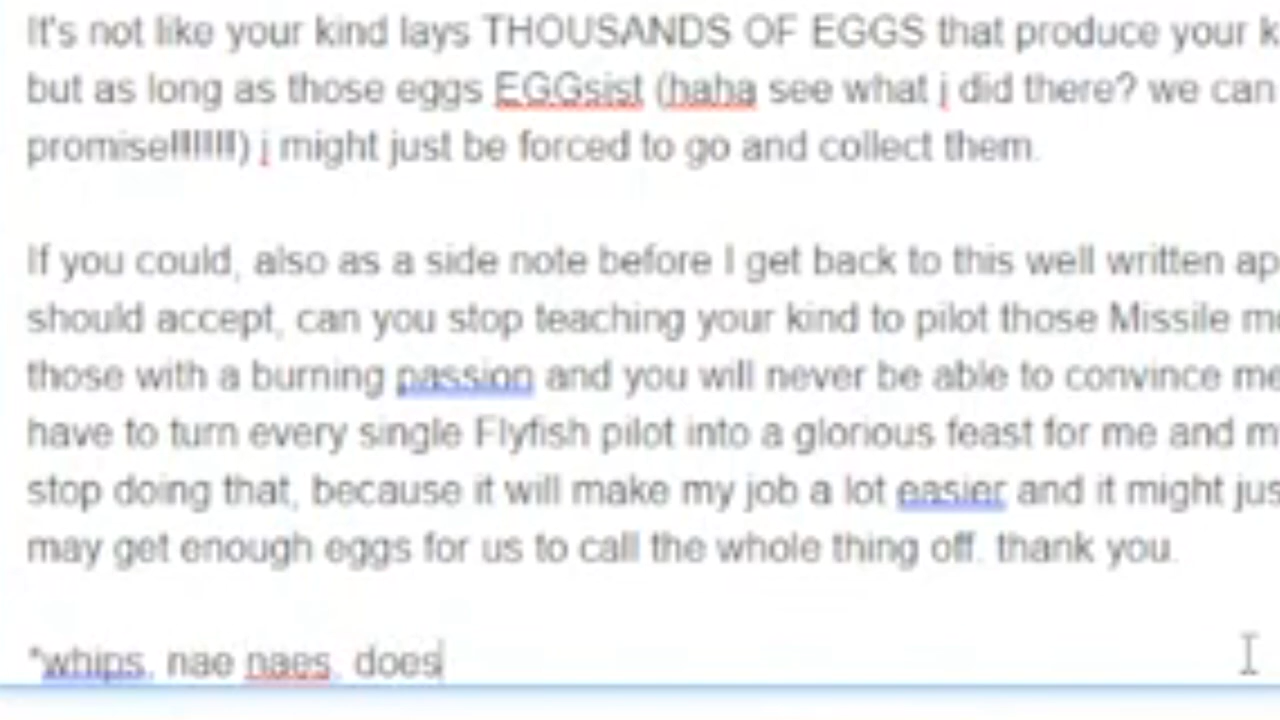 It's not like your kind lays THOUSANDS OF EGGS that produce your
but as long as those eggs EGGsist (haha see what j did there? we can
promise!!!!!!!) j might just be forced to go and collect them.
If you could, also as a side note before I get back to this well written
should accept, can you stop teaching your kind to pilot those Missile
those with a burning passion and you will never be able to convince me
have to turn every single Flyfish pilot into a glorious feast for me and
stop doing that, because it will make my job a lot easier and it might
may get enough eggs for us to call the whole thing off. thank you.
*whips, nae naes, does